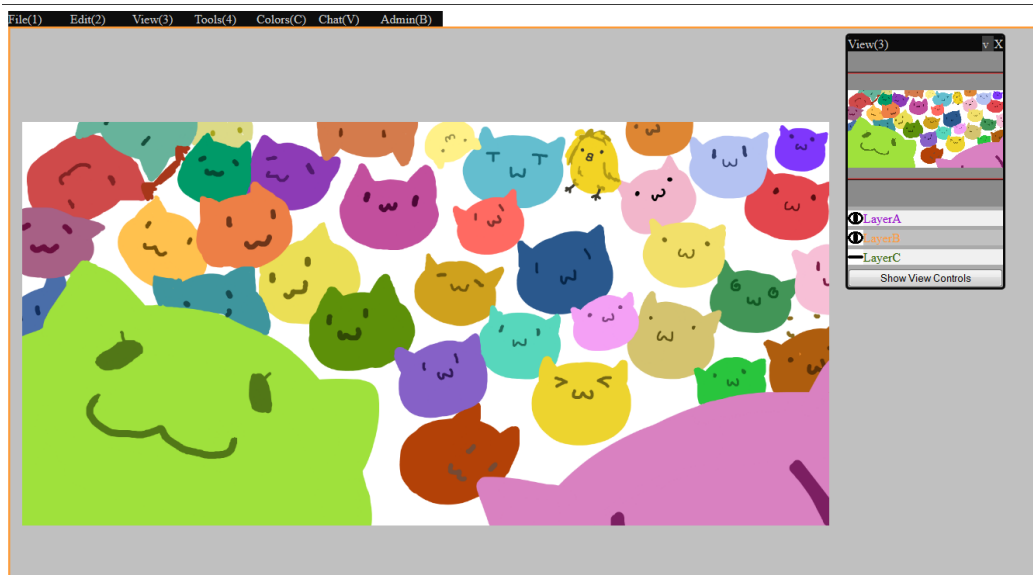 File(1) Edit(2) View(3) Tools(4) Colors(C) Chat(V) Admin(B)
View(3) v X
LayerA
LayerB
LayerC
Show View Controls